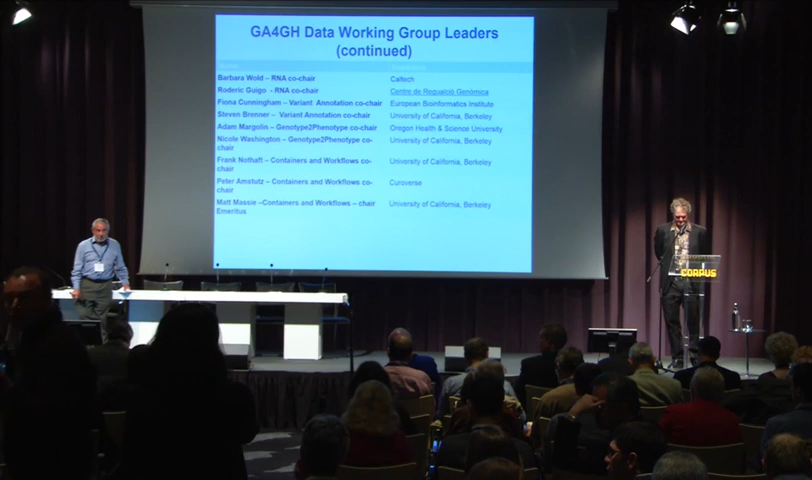 GA4GH Data Working Group Leaders
(continued)
Barbara Wold – RNA co-chair Caltech
Roderic Guigo - RNA co-chair Centre de Regualció Genòmica
Fiona Cunningham – Variant Annotation co-chair European Bioinformatics Institute
Steven Brenner – Variant Annotation co-chair University of California, Berkeley
Adam Margolin – Genotype2Phenotype co-chair Oregon Health & Science University
Nicole Washington – Genotype2Phenotype co- University of California, Berkeley
chair
Frank Nothaft – Containers and Workflows co- University of California, Berkeley
chair
Peter Amstutz – Containers and Workflows co- Curoverse
chair
Matt Massie –Containers and Workflows – chair University of California, Berkeley
Emeritus
CORPUS